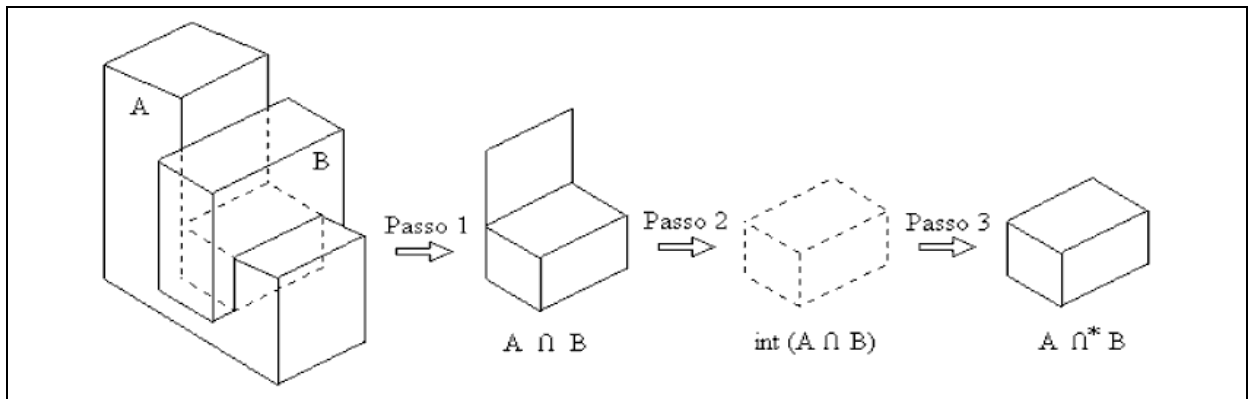 A
B
Passo 1
Passo 2
Passo 3
A ∩ B
int (A ∩ B)
A ∩* B